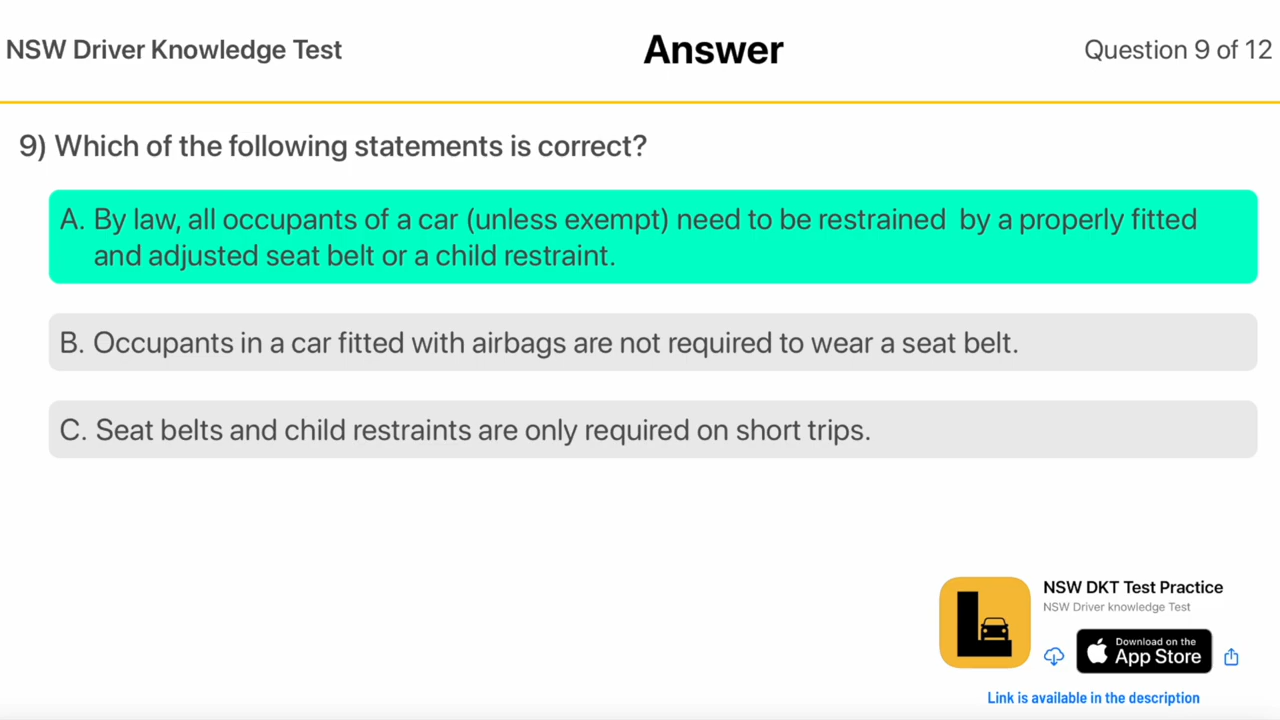 NSW Driver Knowledge Test
Answer
Question 9 of 12
9) Which of the following statements is correct?
A. By law, all occupants of a car (unless exempt) need to be restrained by a properly fitted
and adjusted seat belt or a child restraint.
B. Occupants in a car fitted with airbags are not required to wear a seat belt.
C. Seat belts and child restraints are only required on short trips.
NSW DKT Test Practice
NSW Driver knowledge Test
Download on the
App Store
Link is available in the description